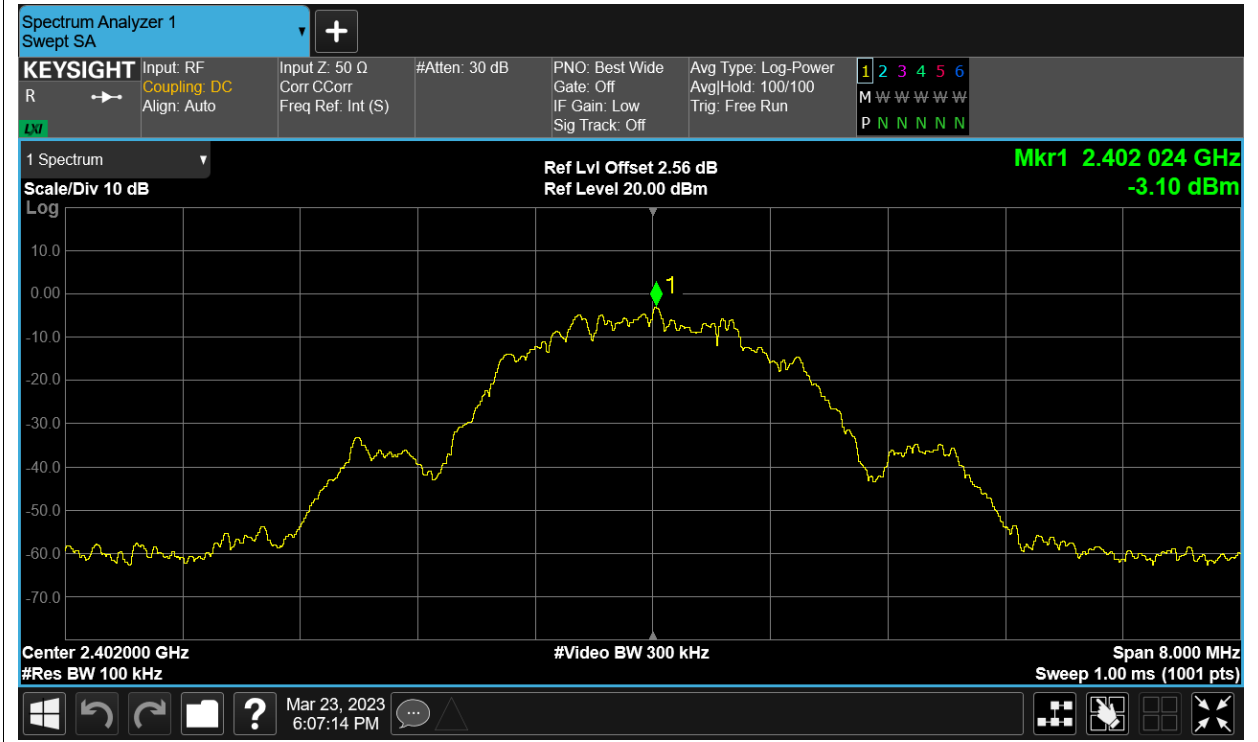 Spectrum Analyzer 1
Swept SA
KEYSIGHT
R
LXI
Input: RF
Coupling: DC
Align: Auto
Input Z: 50 Ω
Corr CCorr
Freq Ref: Int (S)
#Atten: 30 dB
PNO: Best Wide
Gate: Off
IF Gain: Low
Sig Track: Off
Avg Type: Log-Power
Avg|Hold: 100/100
Trig: Free Run
1 2 3 4 5 6
M W W W W W W
P N N N N N N
1 Spectrum
Scale/Div 10 dB
Log
Ref Lvl Offset 2.56 dB
Ref Level 20.00 dBm
Mkr1 2.402 024 GHz
-3.10 dBm
1
10.0
0.00
-10.0
-20.0
-30.0
-40.0
-50.0
-60.0
-70.0
Center 2.402000 GHz
#Video BW 300 kHz
Span 8.000 MHz
#Res BW 100 kHz
Sweep 1.00 ms (1001 pts)
?
Mar 23, 2023
6:07:14 PM